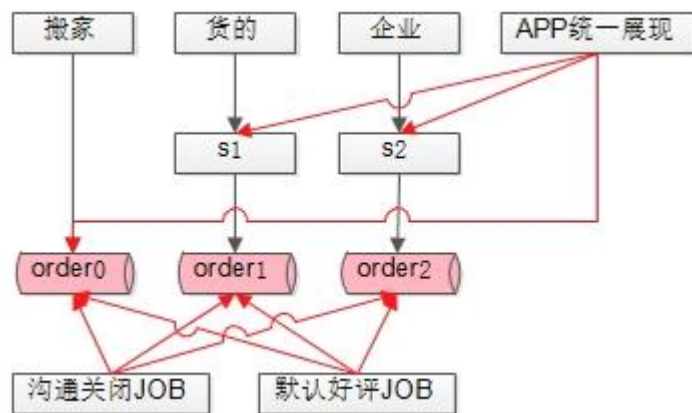 搬家
货的
企业
APP统一展现
s1
s2
order0
order1
order2
沟通关闭JOB
默认好评JOB